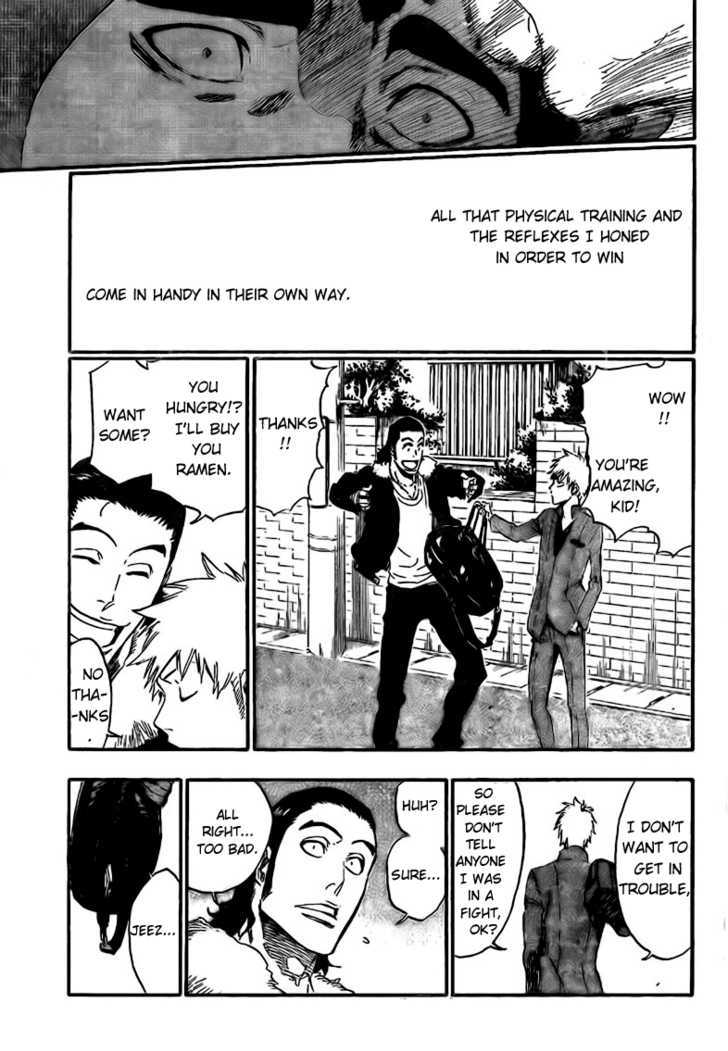 ALL THAT PHYSICAL TRAINING AND
THE REFLEXES I HONED
IN ORDER TO WIN
COME IN HANDY IN THEIR OWN WAY.
WOW
!!
YOU'RE
AMAZING,
KID!
THANKS
!!
YOU
HUNGRY!?
I'LL BUY
YOU
RAMEN.
WANT
SOME?
NO
THA-
-NKS
I DON'T
WANT TO
GET IN
TROUBLE,
SO
PLEASE
DON'T
TELL
ANYONE
I WAS
IN A
FIGHT,
OK?
HUH?
SURE...
ALL
RIGHT...
TOO BAD.
JEEZ...